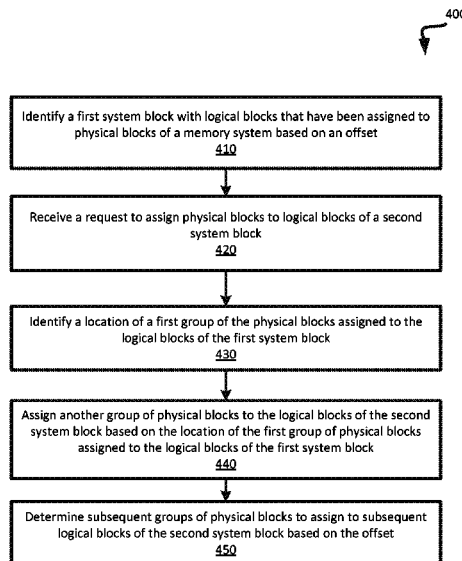 400
Identify a first system block with logical blocks that have been assigned to
physical blocks of a memory system based on an offset
410
Receive a request to assign physical blocks to logical blocks of a second
system block
420
Identify a location of a first group of the physical blocks assigned to the
logical blocks of the first system block
430
Assign another group of physical blocks to the logical blocks of the second
system block based on the location of the first group of physical blocks
assigned to the logical blocks of the first system block
440
Determine subsequent groups of physical blocks to assign to subsequent
logical blocks of the second system block based on the offset
450